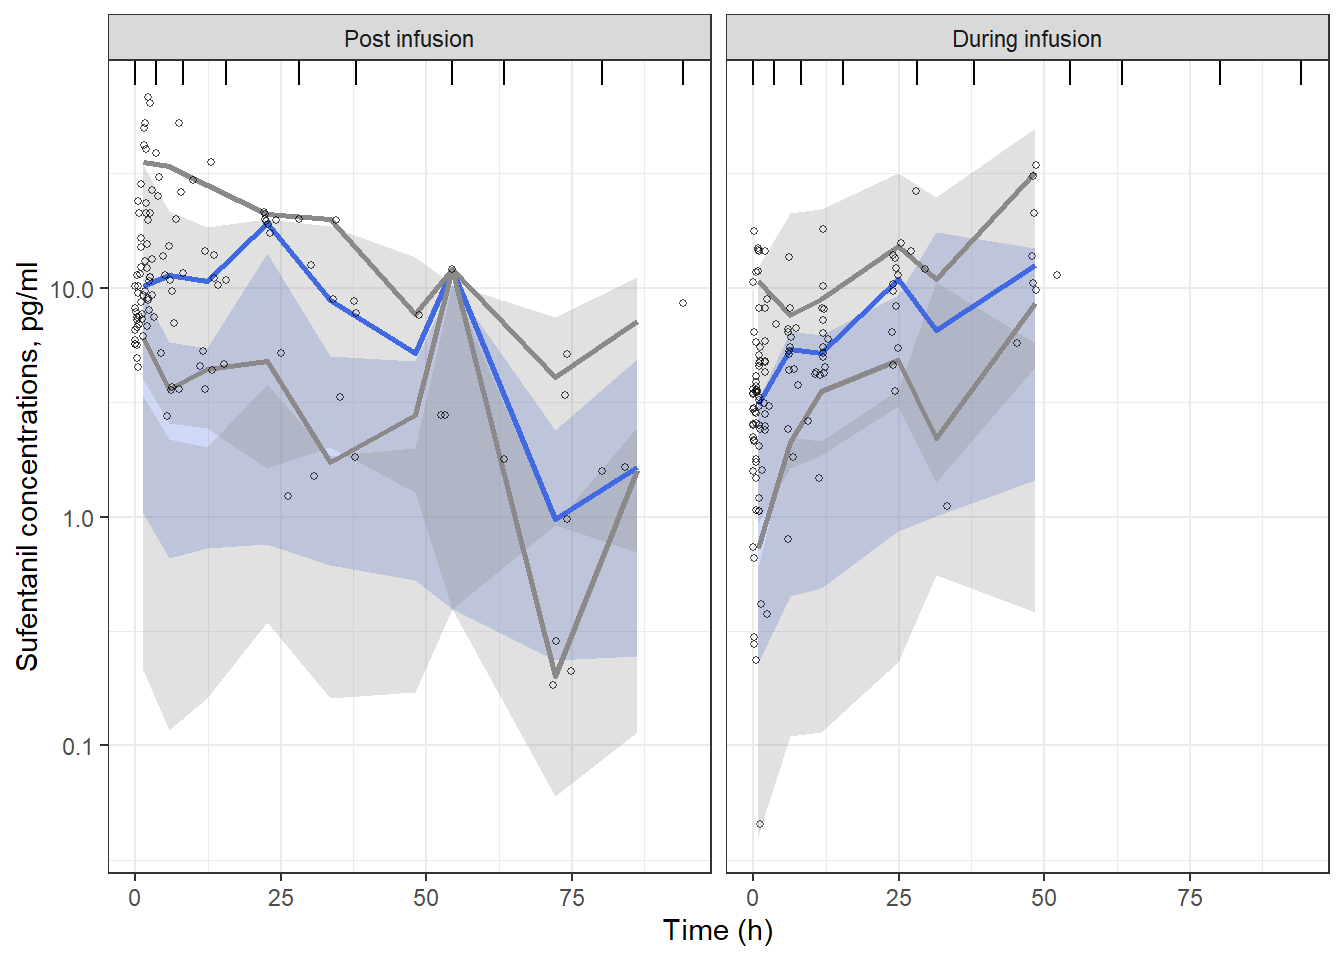 Post infusion
During infusion
Sufentanil concentrations, pg/ml
10.0
1.0
0.1
0 25 50 75
0 25 50 75
Time (h)